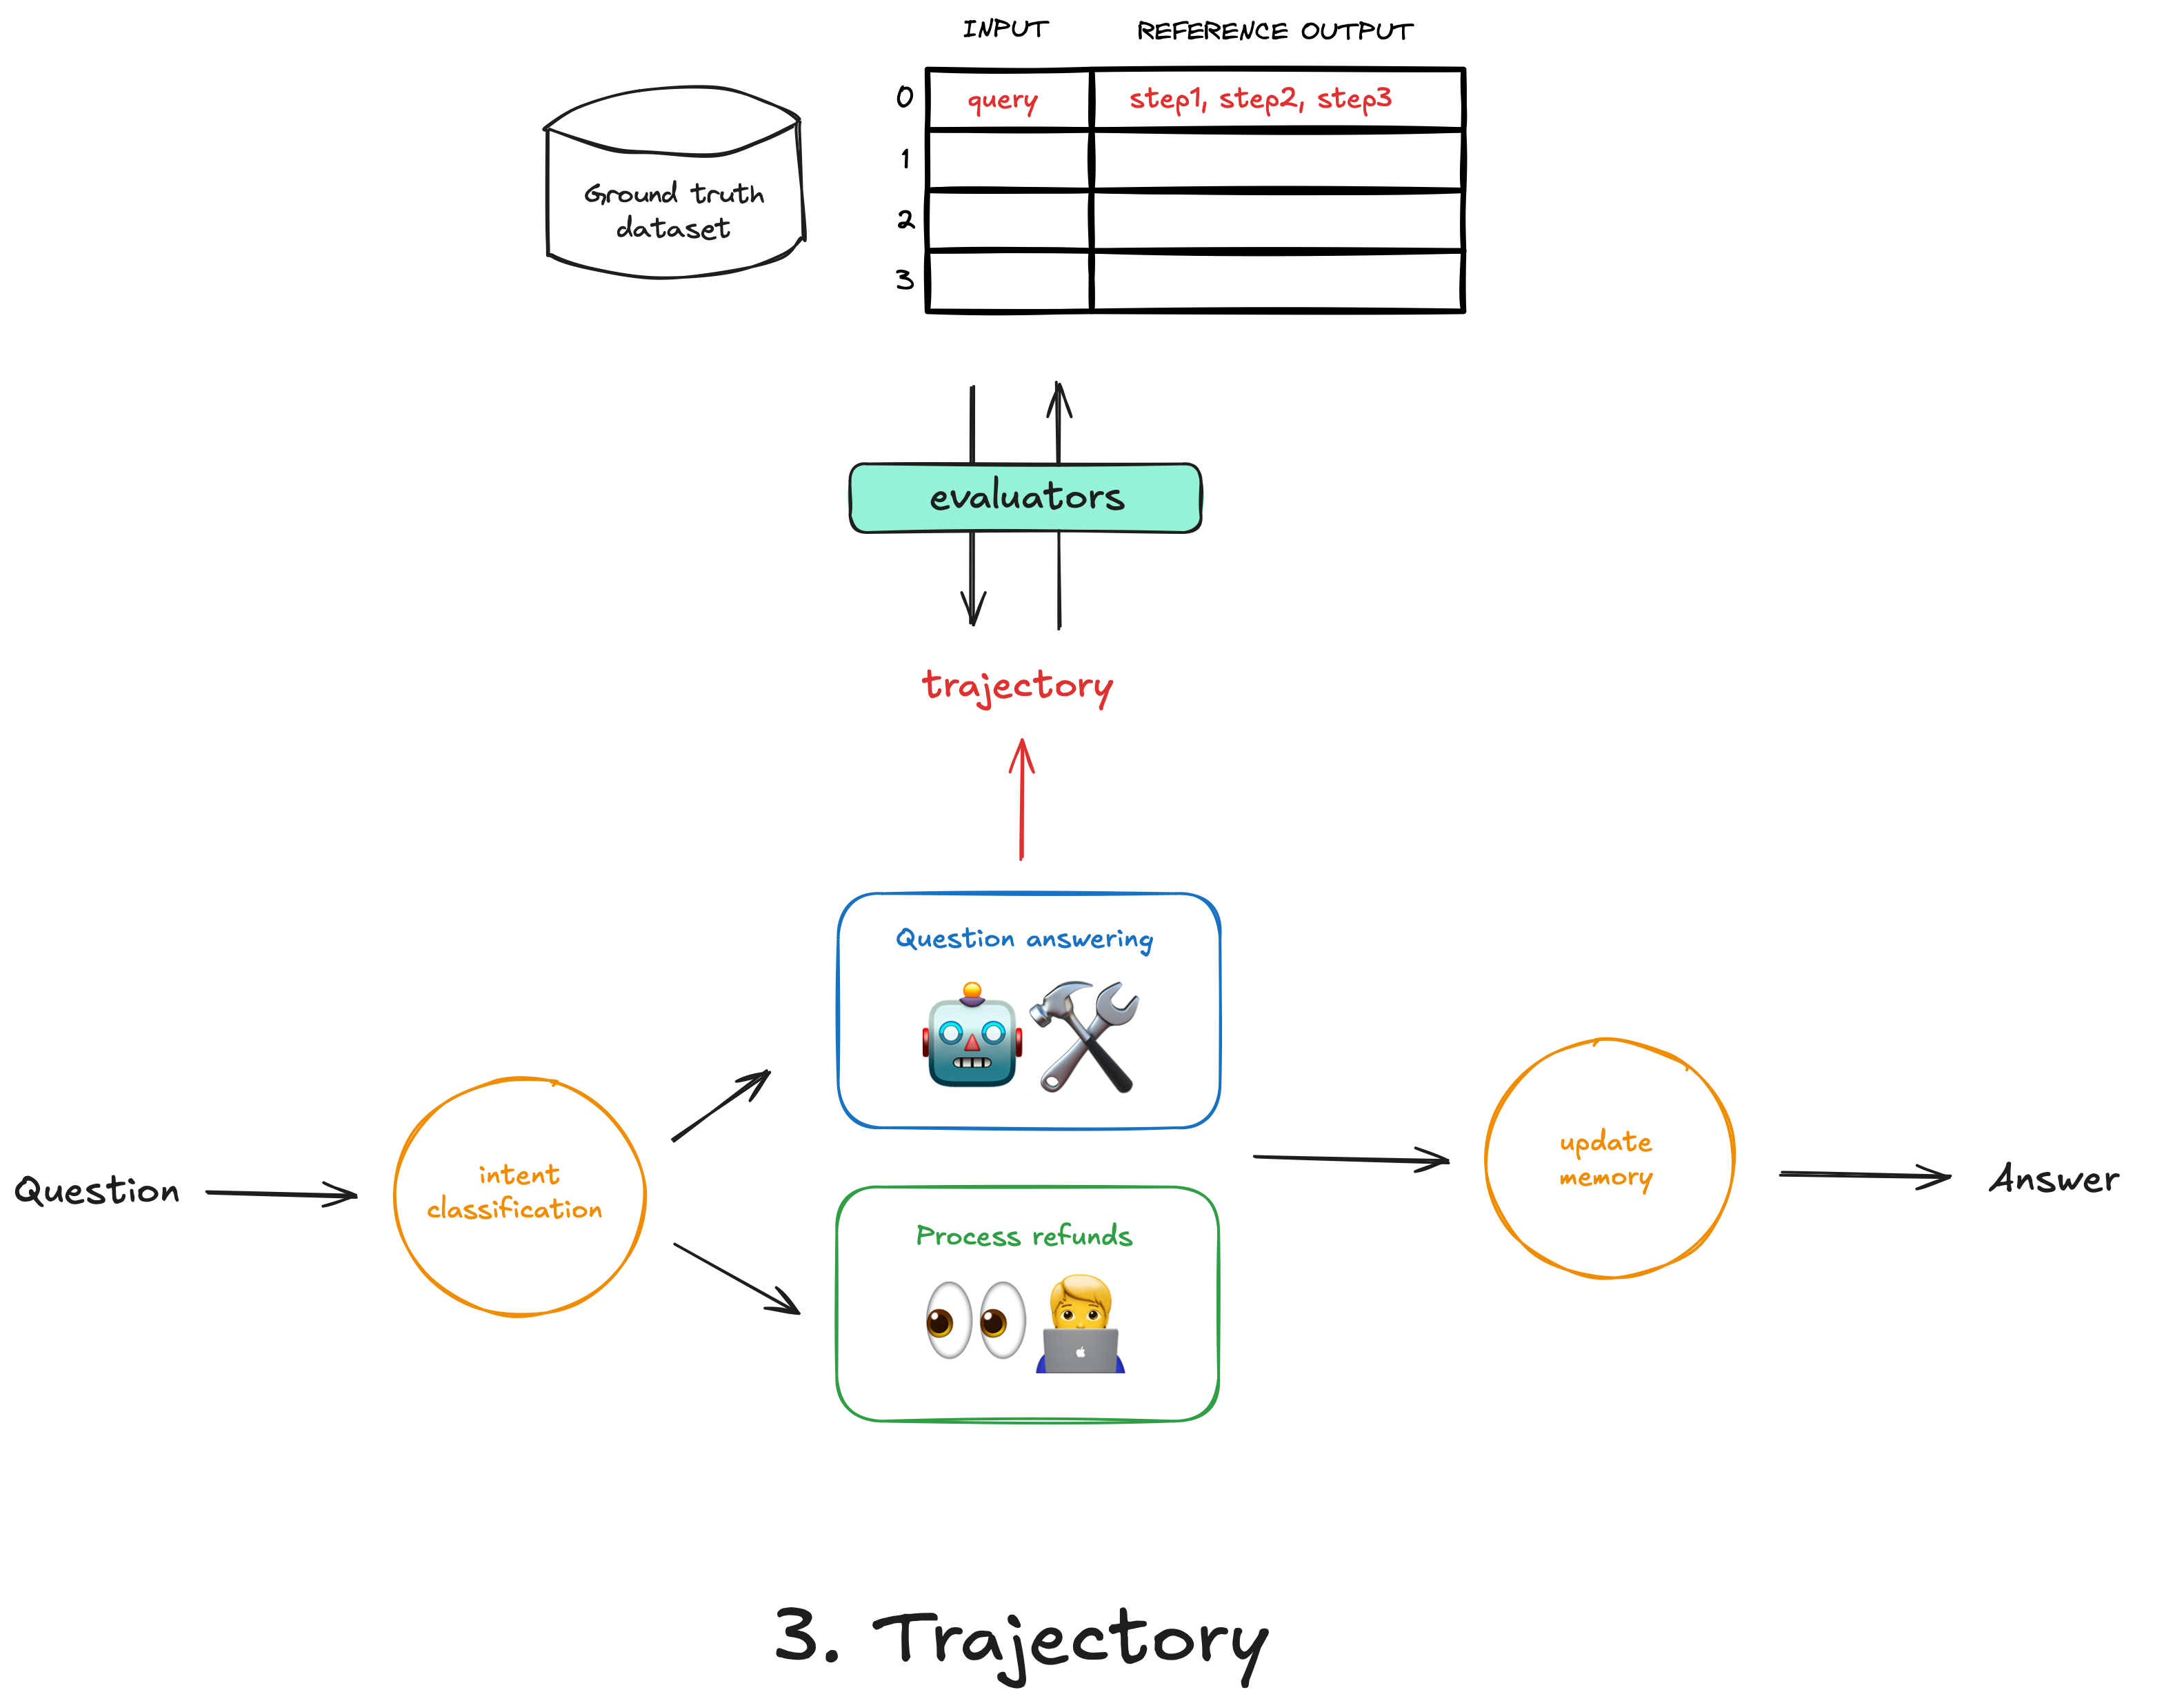 INPUT
REFERENCE OUTPUT
0
query
step1, step2, step3
1
2
3
Ground truth
dataset
evaluators
trajectory
Question answering
Question
intent
classification
Process refunds
update
memory
Answer
3. Trajectory